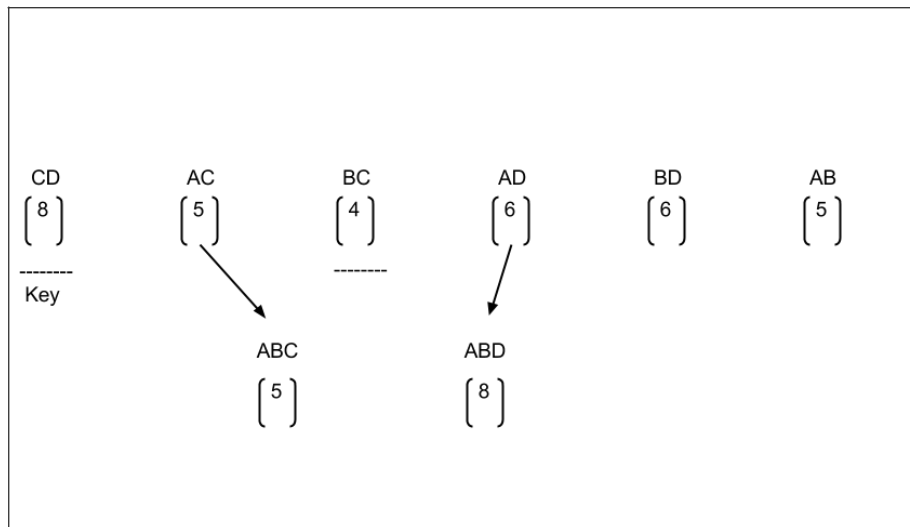 CD AC BC AD BD AB
8 5 4 6 6 5
-------- --------
Key
ABC ABD
5 8